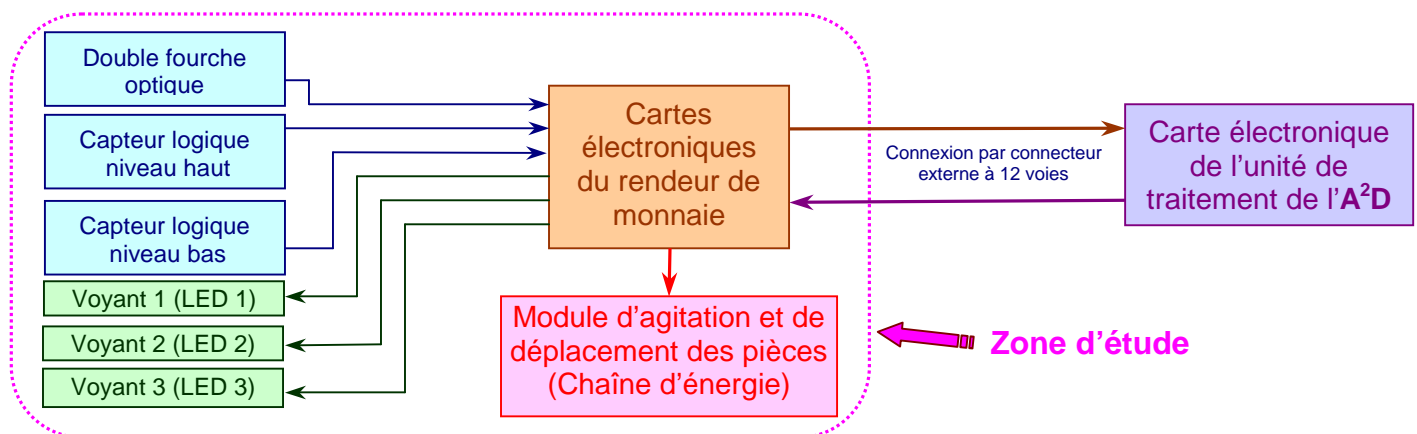 Double fourche
optique
Capteur logique
niveau haut
Capteur logique
niveau bas
Voyant 1 (LED 1)
Voyant 2 (LED 2)
Voyant 3 (LED 3)
Cartes
électroniques
du rendeur de
monnaie
Module d’agitation et de
déplacement des pièces
(Chaîne d’énergie)
Connexion par connecteur
externe à 12 voies
Carte électronique
de l’unité de
traitement de l’A²D
Zone d’étude